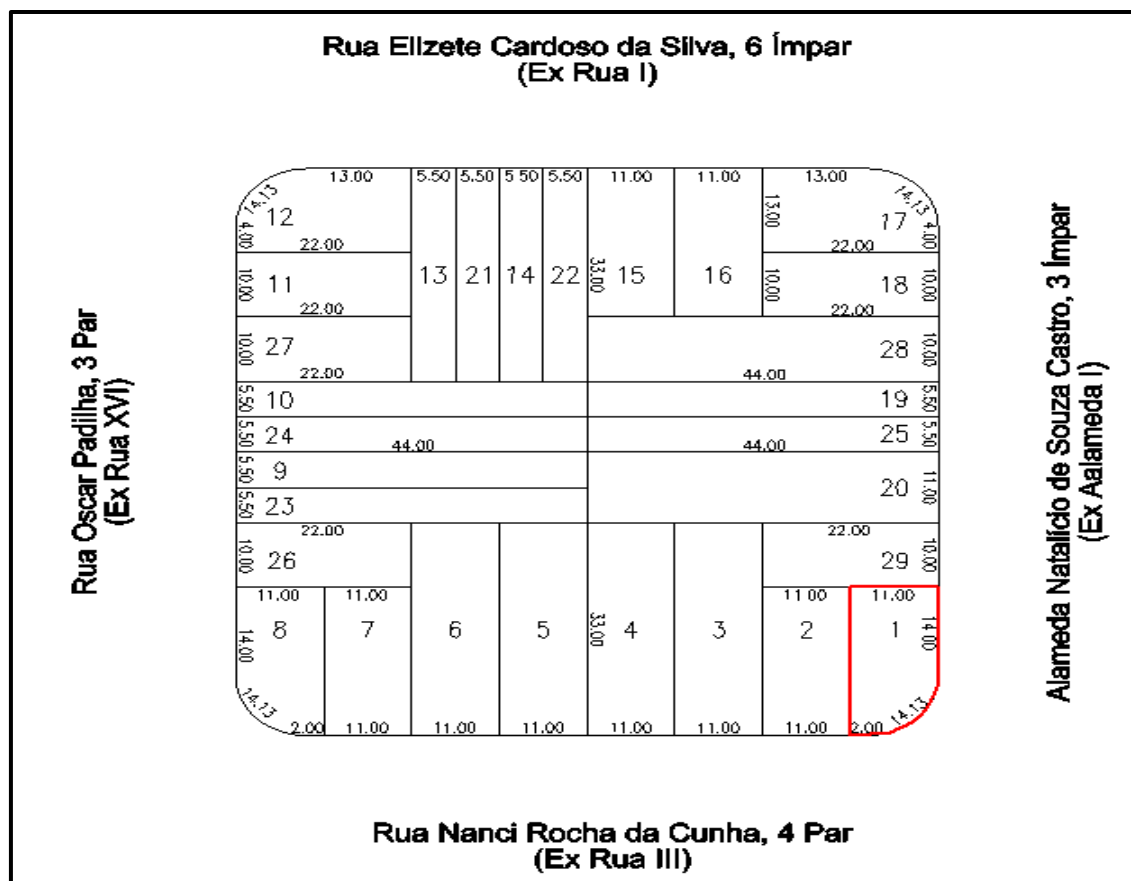 Rua Elizete Cardoso da Silva, 6 Ímpar
(Ex Rua I)
13.00 5.50 5.50 5 50 5.50 11.00 11.00 13.00
14.13 14.13
12 13.00 17
4.00 4.00
22.00 22.00
10.00 11 13 21 14 22 33.00 15 16 10.00 18 10.00
22.00 22.00
10.00 27 28 10.00
22.00 44.00
5.50 10 19 5.50
5.50 24 25 5.50
44.00 44.00
5.50 9
20 11.00
5.50 23
22.00 22.00
10.00 26 29 10.00
11.00 11.00 11 00 11.00
14.00 8 7 6 5 33.00 4 3 2 1 14.00
14.13 14.13
2.00 11.00 11.00 11.00 11.00 11.00 11.00 2.00
Rua Oscar Padilha, 3 Par
(Ex Rua XVI)
Alameda Natalício de Souza Castro, 3 Ímpar
(Ex Aalameda I)
Rua Nanci Rocha da Cunha, 4 Par
(Ex Rua III)